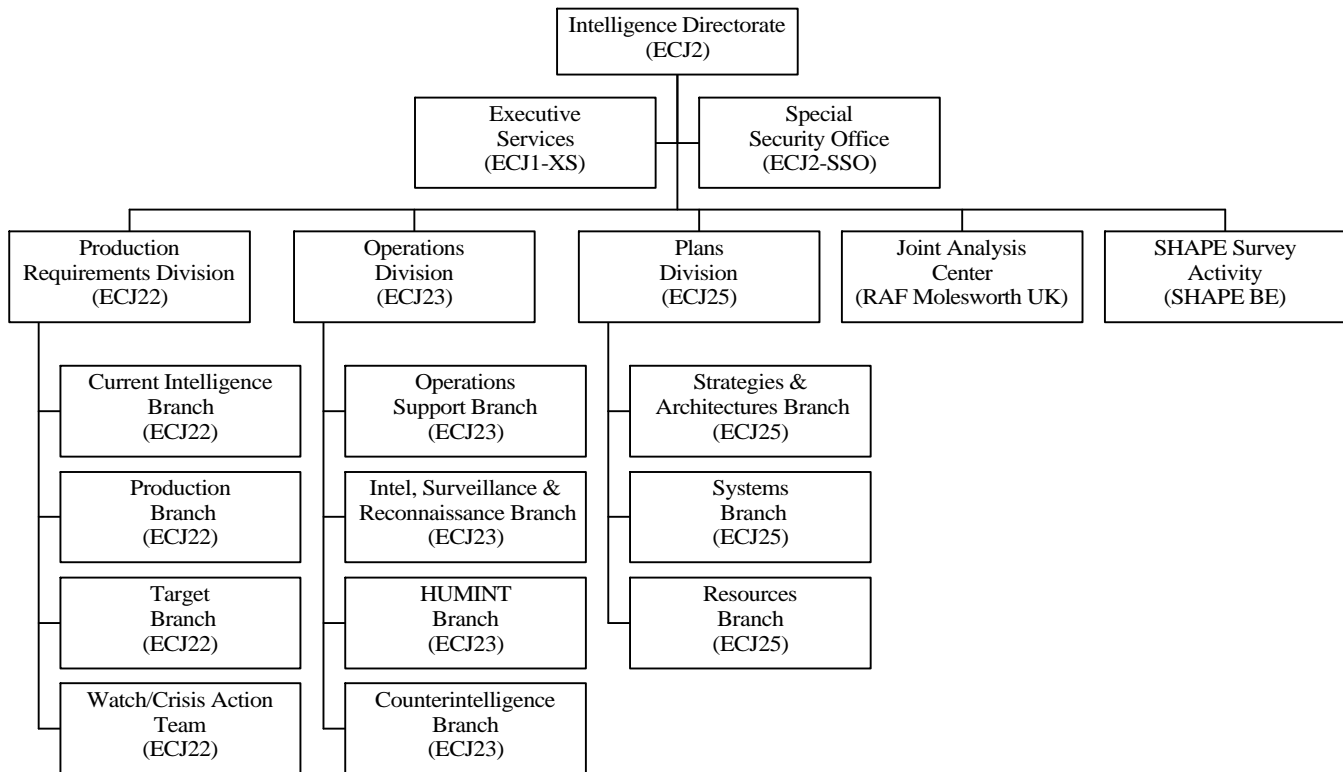 Intelligence Directorate
(ECJ2)
Executive
Services
(ECJ1-XS)
Special
Security Office
(ECJ2-SSO)
Production
Requirements Division
(ECJ22)
Operations
Division
(ECJ23)
Plans
Division
(ECJ25)
Joint Analysis
Center
(RAF Molesworth UK)
SHAPE Survey
Activity
(SHAPE BE)
Current Intelligence
Branch
(ECJ22)
Production
Branch
(ECJ22)
Target
Branch
(ECJ22)
Watch/Crisis Action
Team
(ECJ22)
Operations
Support Branch
(ECJ23)
Intel, Surveillance &
Reconnaissance Branch
(ECJ23)
HUMINT
Branch
(ECJ23)
Counterintelligence
Branch
(ECJ23)
Strategies &
Architectures Branch
(ECJ25)
Systems
Branch
(ECJ25)
Resources
Branch
(ECJ25)